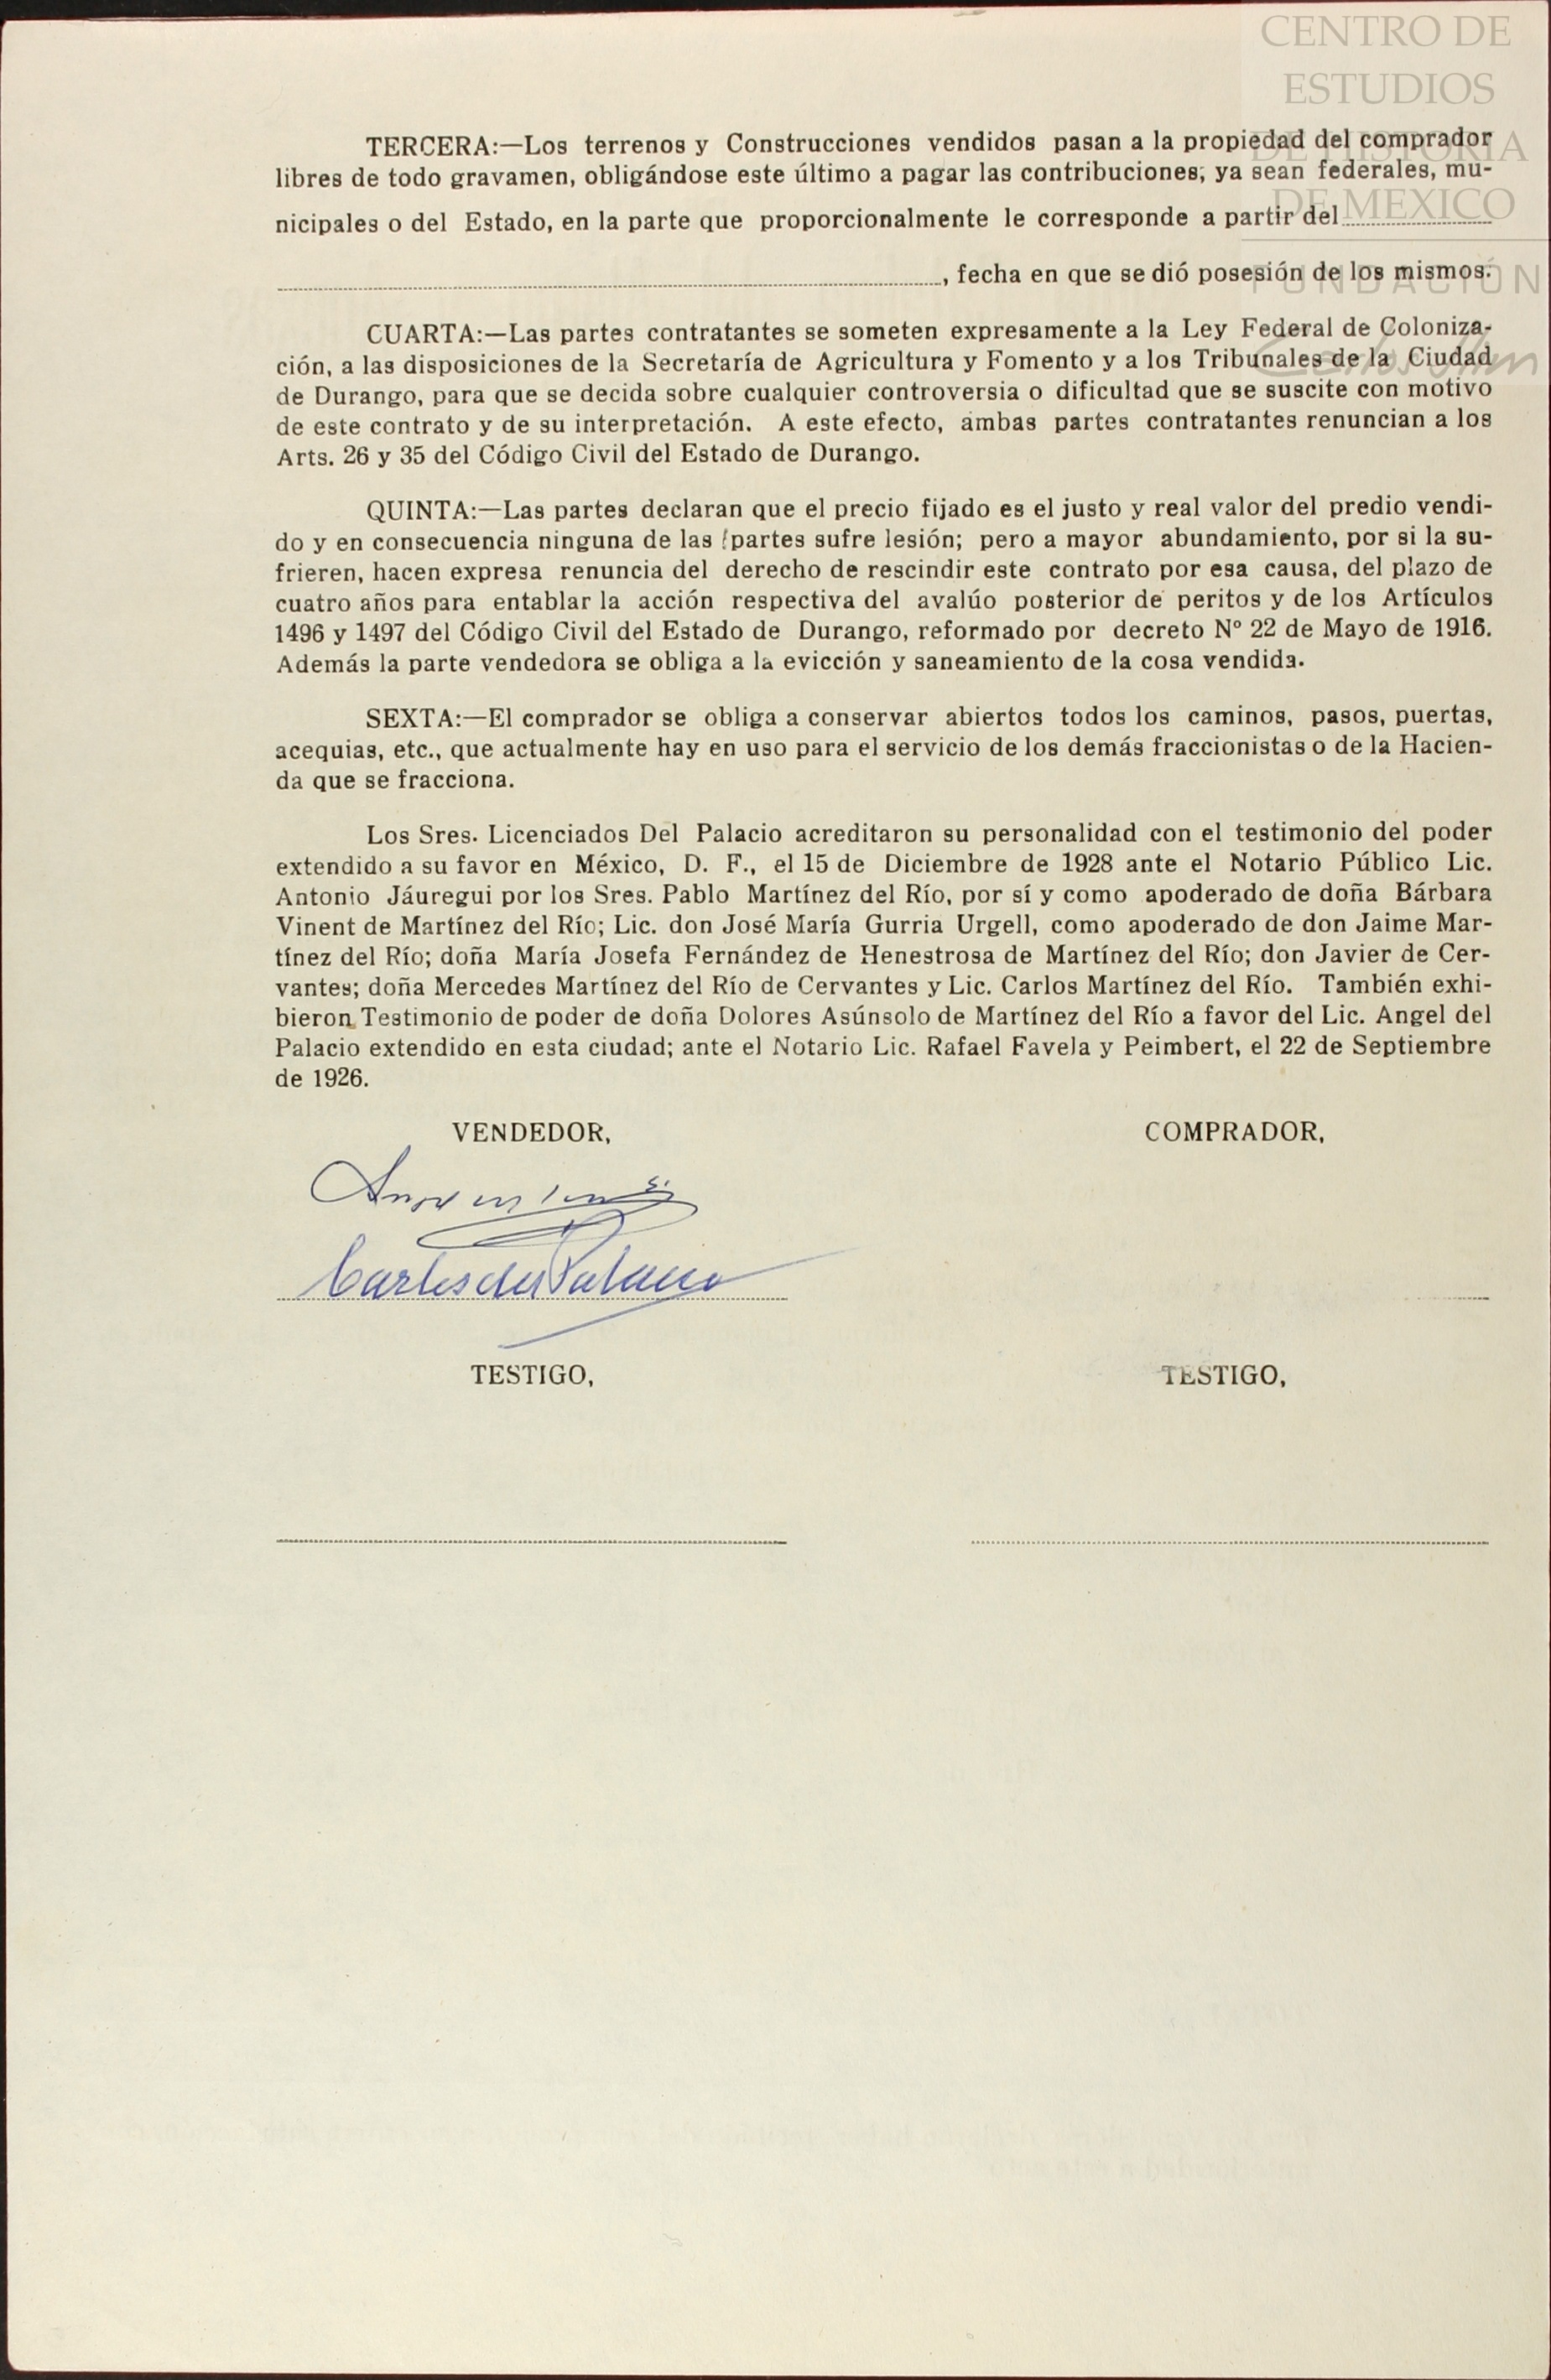 CENTRO DE
ESTUDIOS
DE HISTORIA
DE MEXICO
FUNDACIÓN
TERCERA:—Los terrenos y Construcciones vendidos pasan a la propiedad del comprador
libres de todo gravamen, obligándose este último a pagar las contribuciones; ya sean federales, mu-
nicipales o del Estado, en la parte que proporcionalmente le corresponde a partir del
, fecha en que se dió posesión de los mismos.
CUARTA:—Las partes contratantes se someten expresamente a la Ley Federal de Coloniza-
ción, a las disposiciones de la Secretaría de Agricultura y Fomento y a los Tribunales de la Ciudad
de Durango, para que se decida sobre cualquier controversia o dificultad que se suscite con motivo
de este contrato y de su interpretación. A este efecto, ambas partes contratantes renuncian a los
Arts. 26 y 35 del Código Civil del Estado de Durango.
QUINTA:—Las partes declaran que el precio fijado es el justo y real valor del predio vendi-
do y en consecuencia ninguna de las partes sufre lesión; pero a mayor abundamiento, por si la su-
frieren, hacen expresa renuncia del derecho de rescindir este contrato por esa causa, del plazo de
cuatro años para entablar la acción respectiva del avalúo posterior de peritos y de los Artículos
1496 y 1497 del Código Civil del Estado de Durango, reformado por decreto Nº 22 de Mayo de 1916.
Además la parte vendedora se obliga a la evicción y saneamiento de la cosa vendida.
SEXTA:—El comprador se obliga a conservar abiertos todos los caminos, pasos, puertas,
acequias, etc., que actualmente hay en uso para el servicio de los demás fraccionistas o de la Hacien-
da que se fracciona.
Los Sres. Licenciados Del Palacio acreditaron su personalidad con el testimonio del poder
extendido a su favor en México, D. F., el 15 de Diciembre de 1928 ante el Notario Público Lic.
Antonio Jáuregui por los Sres. Pablo Martínez del Río, por sí y como apoderado de doña Bárbara
Vinent de Martínez del Río; Lic. don José María Gurria Urgell, como apoderado de don Jaime Mar-
tínez del Río; doña María Josefa Fernández de Henestrosa de Martínez del Río; don Javier de Cer-
vantes; doña Mercedes Martínez del Río de Cervantes y Lic. Carlos Martínez del Río. También exhi-
bieron Testimonio de poder de doña Dolores Asúnsolo de Martínez del Río a favor del Lic. Angel del
Palacio extendido en esta ciudad; ante el Notario Lic. Rafael Favela y Peimbert, el 22 de Septiembre
de 1926.
VENDEDOR,
COMPRADOR,
Carlos del Palacio
TESTIGO,
TESTIGO,